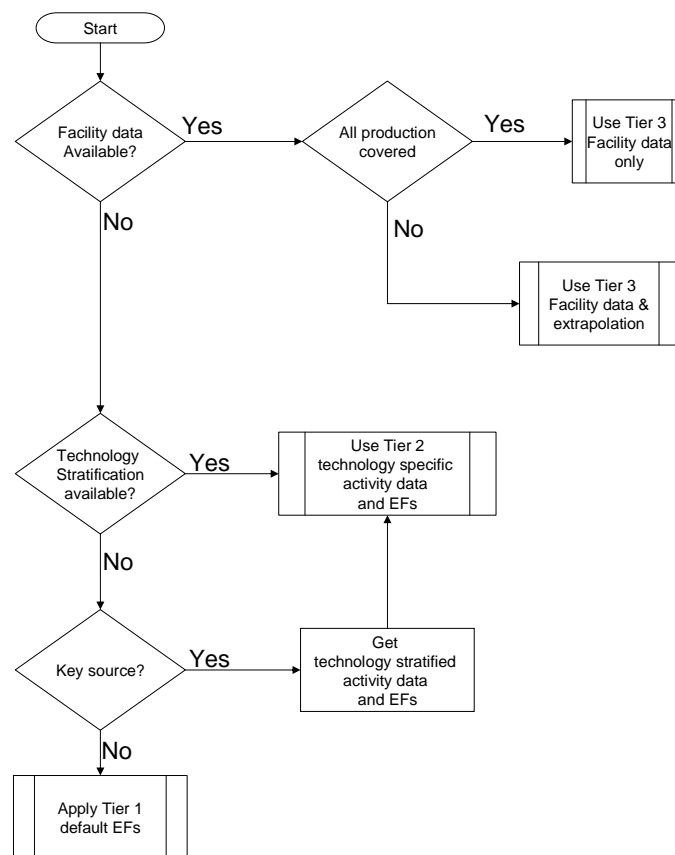 Start
Facility data
Available?
Yes
All production
covered
Yes
Use Tier 3
Facility data
only
No
No
Use Tier 3
Facility data &
extrapolation
Technology
Stratification
available?
Yes
Use Tier 2
technology specific
activity data
and EFs
No
Key source?
Yes
Get
technology stratified
activity data
and EFs
No
Apply Tier 1
default EFs